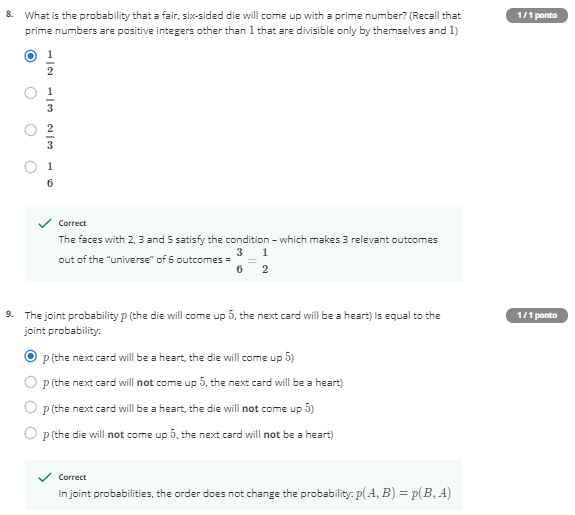 8. What is the probability that a fair, six-sided die will come up with a prime number? (Recall that
prime numbers are positive integers other than 1 that are divisible only by themselves and 1)
1 / 1 ponto
1
2
1
3
2
3
1
6
Correct
The faces with 2, 3 and 5 satisfy the condition – which makes 3 relevant outcomes
out of the "universe" of 6 outcomes = 3/6 = 1/2
9. The joint probability p (the die will come up 5, the next card will be a heart) Is equal to the
joint probability:
1 / 1 ponto
p (the next card will be a heart, the die will come up 5)
p (the next card will not come up 5, the next card will be a heart)
p (the next card will be a heart, the die will not come up 5)
p (the die will not come up 5, the next card will not be a heart)
Correct
In joint probabilities, the order does not change the probability: p(A, B) = p(B, A)